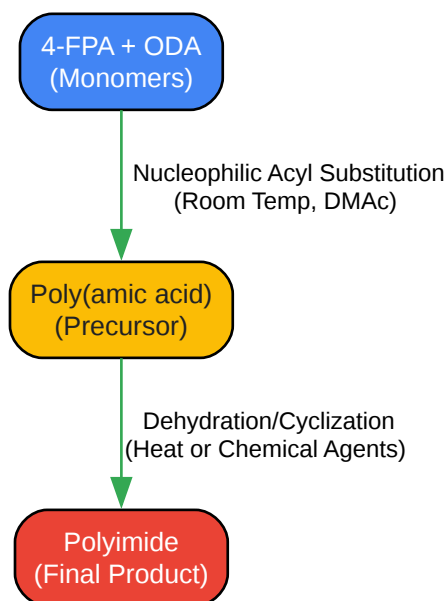 4-FPA + ODA
(Monomers)
Nucleophilic Acyl Substitution
(Room Temp, DMAc)
Poly(amic acid)
(Precursor)
Dehydration/Cyclization
(Heat or Chemical Agents)
Polyimide
(Final Product)